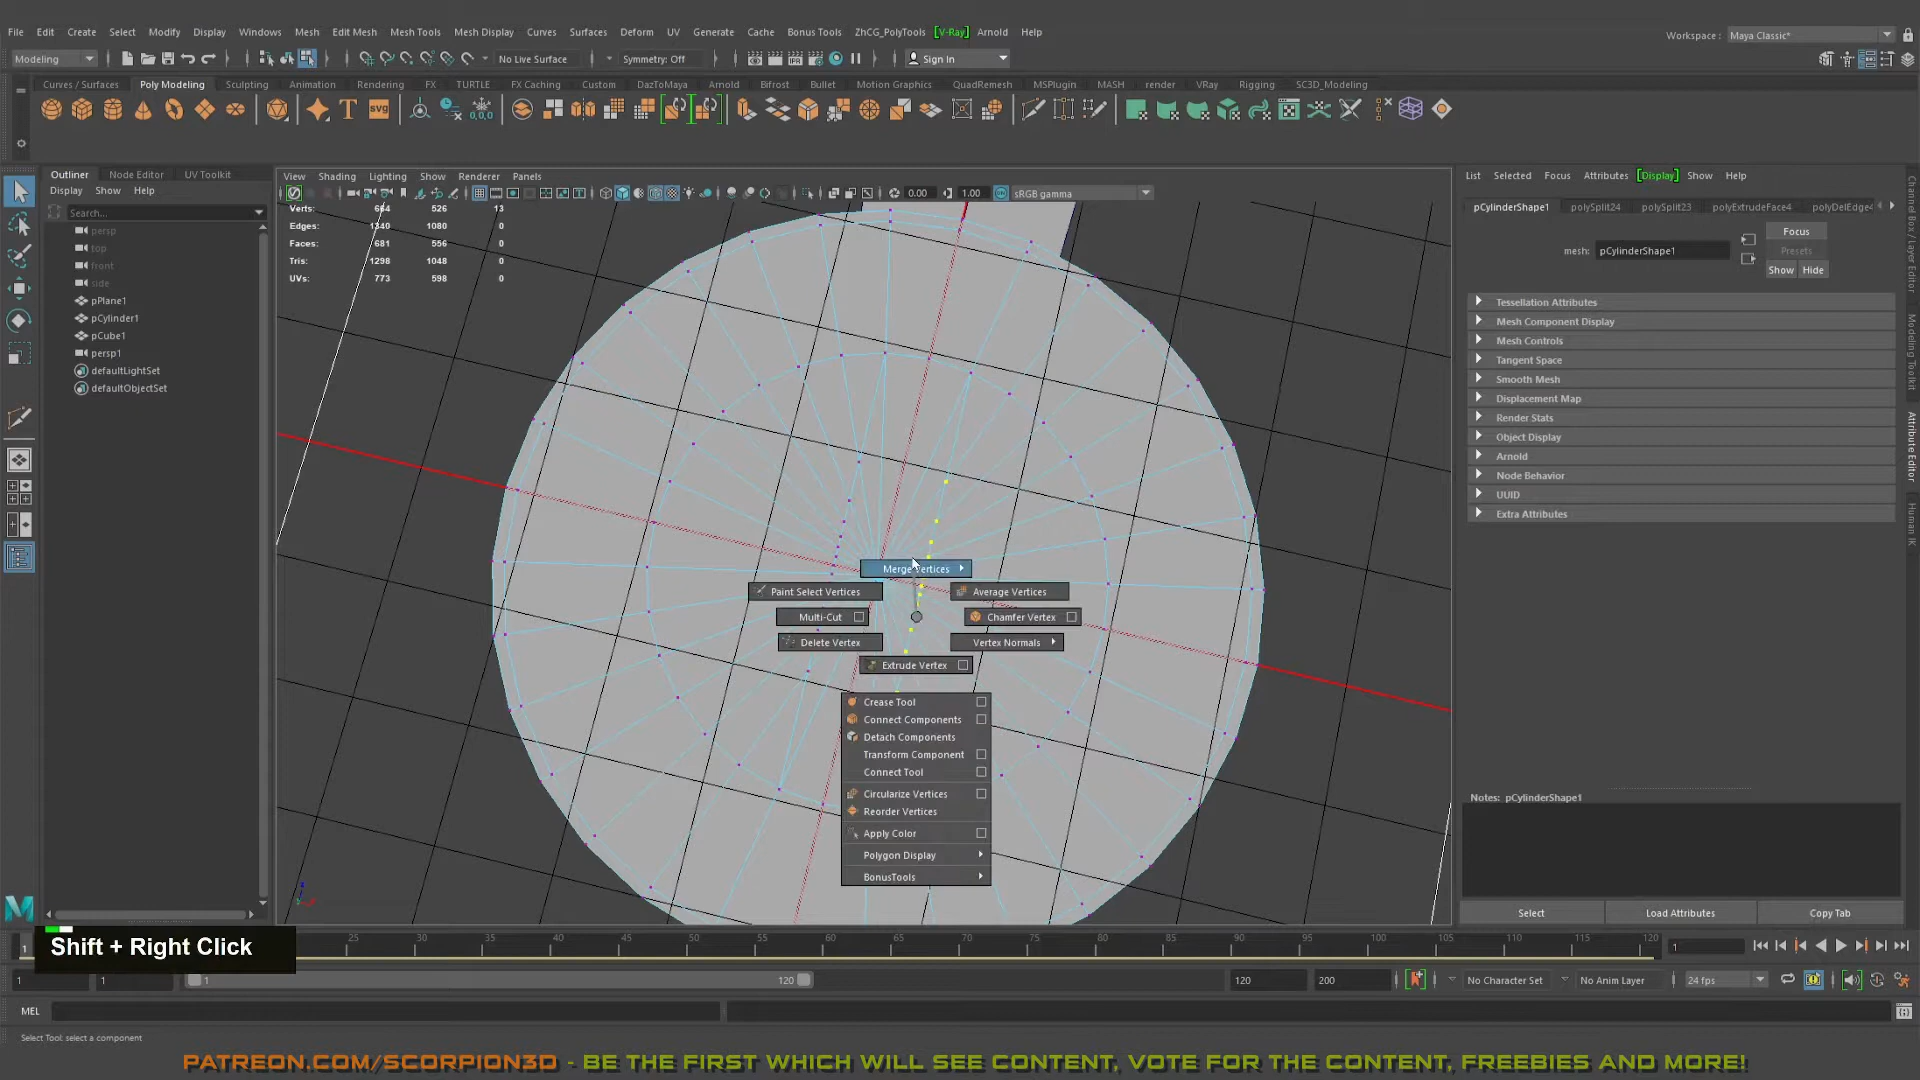 File Edit Create Select Modify Display Windows Mesh Edit Mesh Mesh Tools Mesh Display Curves Surfaces Deform UV Generate Cache Bonus Tools ZhCG_PolyTools [V-Ray] Arnold Help
Workspace : Maya Classic*
Modeling No Live Surface Symmetry: Off Sign In
Curves / Surfaces Poly Modeling Sculpting Animation Rendering FX TURTLE FX Caching Custom DazToMaya Arnold Bifrost Bullet Motion Graphics QuadRemesh MSPlugin MASH render VRay Rigging SC3D_Modeling
Outliner Node Editor UV Toolkit
Display Show Help
Search...
persp
top
front
side
pPlane1
pCylinder1
pCube1
persp1
defaultLightSet
defaultObjectSet
View Shading Lighting Show Renderer Panels
0.00 1.00 sRGB gamma
Verts: 664 526 13
Edges: 1340 1080 0
Faces: 681 556 0
Tris: 1298 1048 0
UVs: 773 598 0
Merge Vertices
Paint Select Vertices Average Vertices
Multi-Cut Chamfer Vertex
Delete Vertex Vertex Normals
Extrude Vertex
Crease Tool
Connect Components
Detach Components
Transform Component
Connect Tool
Circularize Vertices
Reorder Vertices
Apply Color
Polygon Display
BonusTools
List Selected Focus Attributes [Display] Show Help
pCylinderShape1 polySplit24 polySplit23 polyExtrudeFace4 polyDelEdge4
mesh: pCylinderShape1
Focus
Presets
Show Hide
Tessellation Attributes
Mesh Component Display
Mesh Controls
Tangent Space
Smooth Mesh
Displacement Map
Render Stats
Object Display
Arnold
Node Behavior
UUID
Extra Attributes
Notes: pCylinderShape1
Select Load Attributes Copy Tab
Channel Box / Layer Editor
Modeling Toolkit
Attribute Editor
Human IK
Shift + Right Click
1 25 30 35 40 45 50 55 60 65 70 75 80 85 90 95 100 105 110 115 120 1
1 1 1 120 120 200 No Character Set No Anim Layer 24 fps
MEL
Select Tool: select a component
PATREON.COM/SCORPION3D - BE THE FIRST WHICH WILL SEE CONTENT, VOTE FOR THE CONTENT, FREEBIES AND MORE!